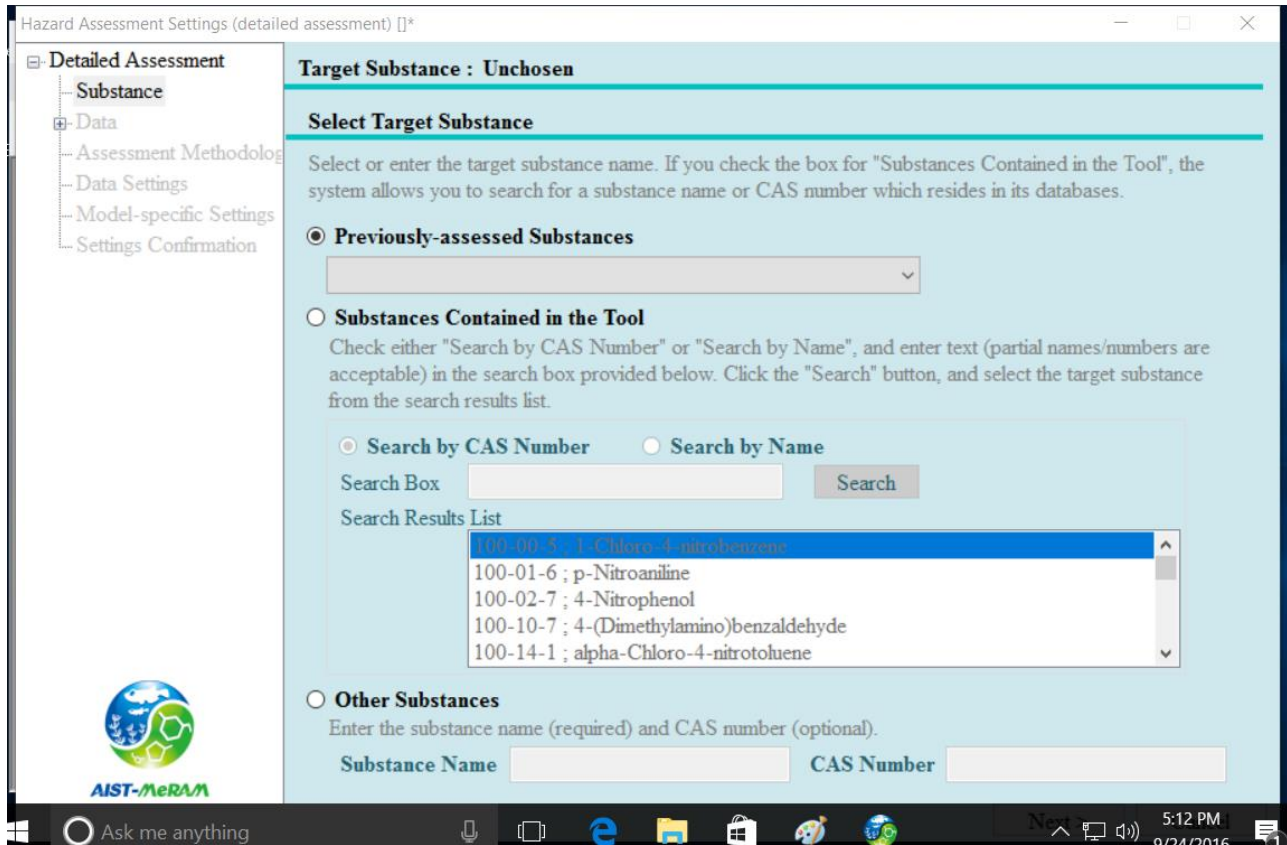 Hazard Assessment Settings (detailed assessment) []*
Detailed Assessment
Substance
Data
Assessment Methodolog
Data Settings
Model-specific Settings
Settings Confirmation
AIST-MeRAM
Target Substance : Unchosen
Select Target Substance
Select or enter the target substance name. If you check the box for "Substances Contained in the Tool", the
system allows you to search for a substance name or CAS number which resides in its databases.
Previously-assessed Substances
Substances Contained in the Tool
Check either "Search by CAS Number" or "Search by Name", and enter text (partial names/numbers are
acceptable) in the search box provided below. Click the "Search" button, and select the target substance
from the search results list.
Search by CAS Number Search by Name
Search Box Search
Search Results List
100-00-5 ; 1-Chloro-4-nitrobenzene
100-01-6 ; p-Nitroaniline
100-02-7 ; 4-Nitrophenol
100-10-7 ; 4-(Dimethylamino)benzaldehyde
100-14-1 ; alpha-Chloro-4-nitrotoluene
Other Substances
Enter the substance name (required) and CAS number (optional).
Substance Name CAS Number
Ask me anything
Next >
5:12 PM
9/24/2016
1